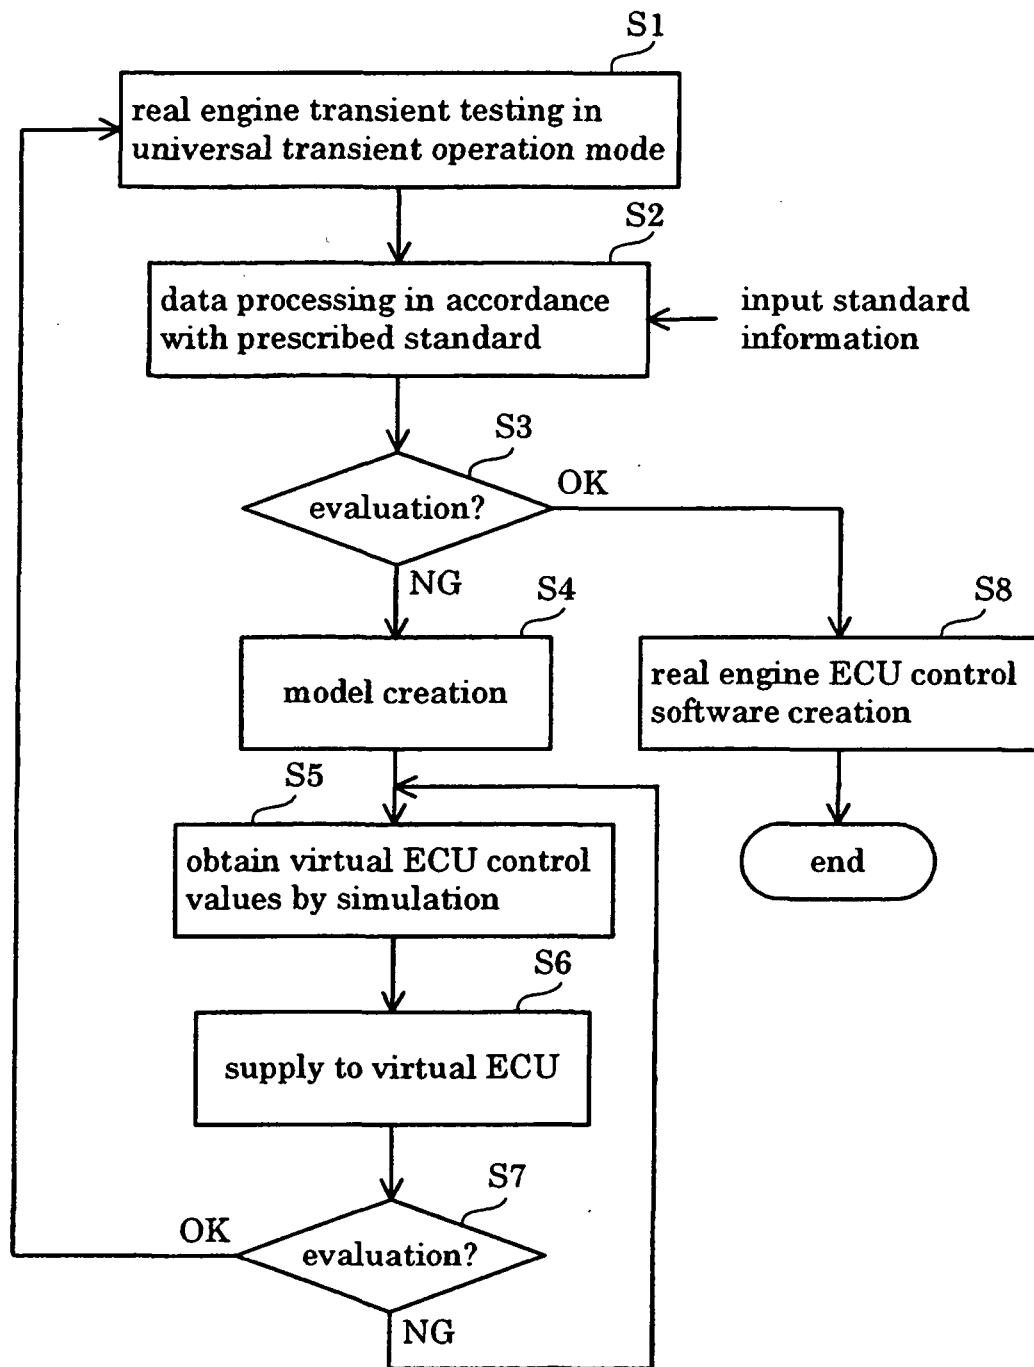 S1
real engine transient testing in
universal transient operation mode
S2
data processing in accordance
with prescribed standard
input standard
information
S3
evaluation?
OK
NG
S4
model creation
S8
real engine ECU control
software creation
S5
obtain virtual ECU control
values by simulation
end
S6
supply to virtual ECU
S7
OK
evaluation?
NG